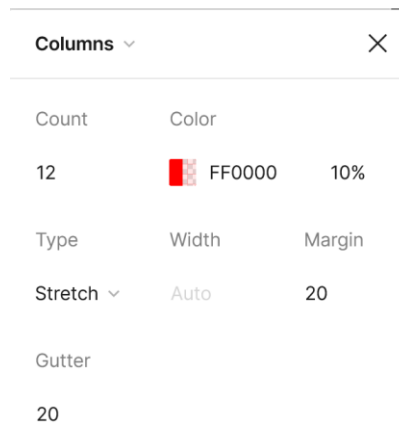 Columns
Count Color
12 FF0000 10%
Type Width Margin
Stretch Auto 20
Gutter
20